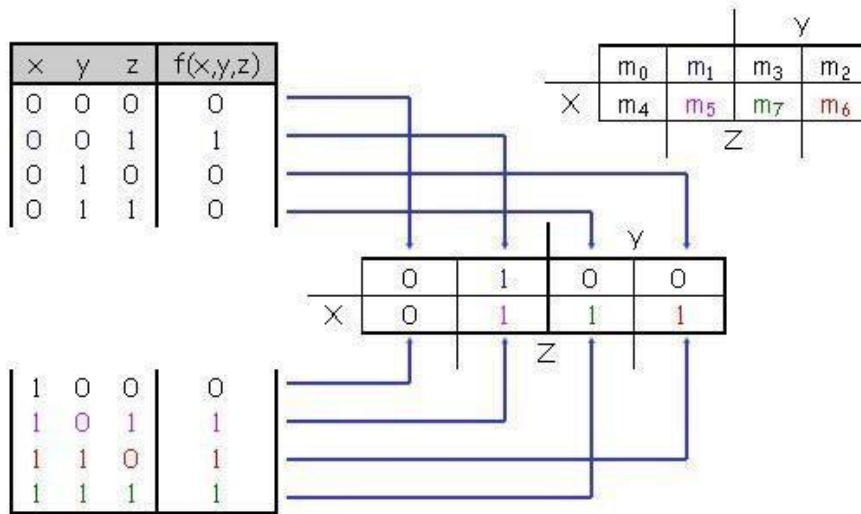 x y z f(x,y,z)
0 0 0 0
0 0 1 1
0 1 0 0
0 1 1 0
y
m0 m1 m3 m2
x m4 m5 m7 m6
z
y
0 1 0 0
x 0 1 1 1
z
1 0 0 0
1 0 1 1
1 1 0 1
1 1 1 1